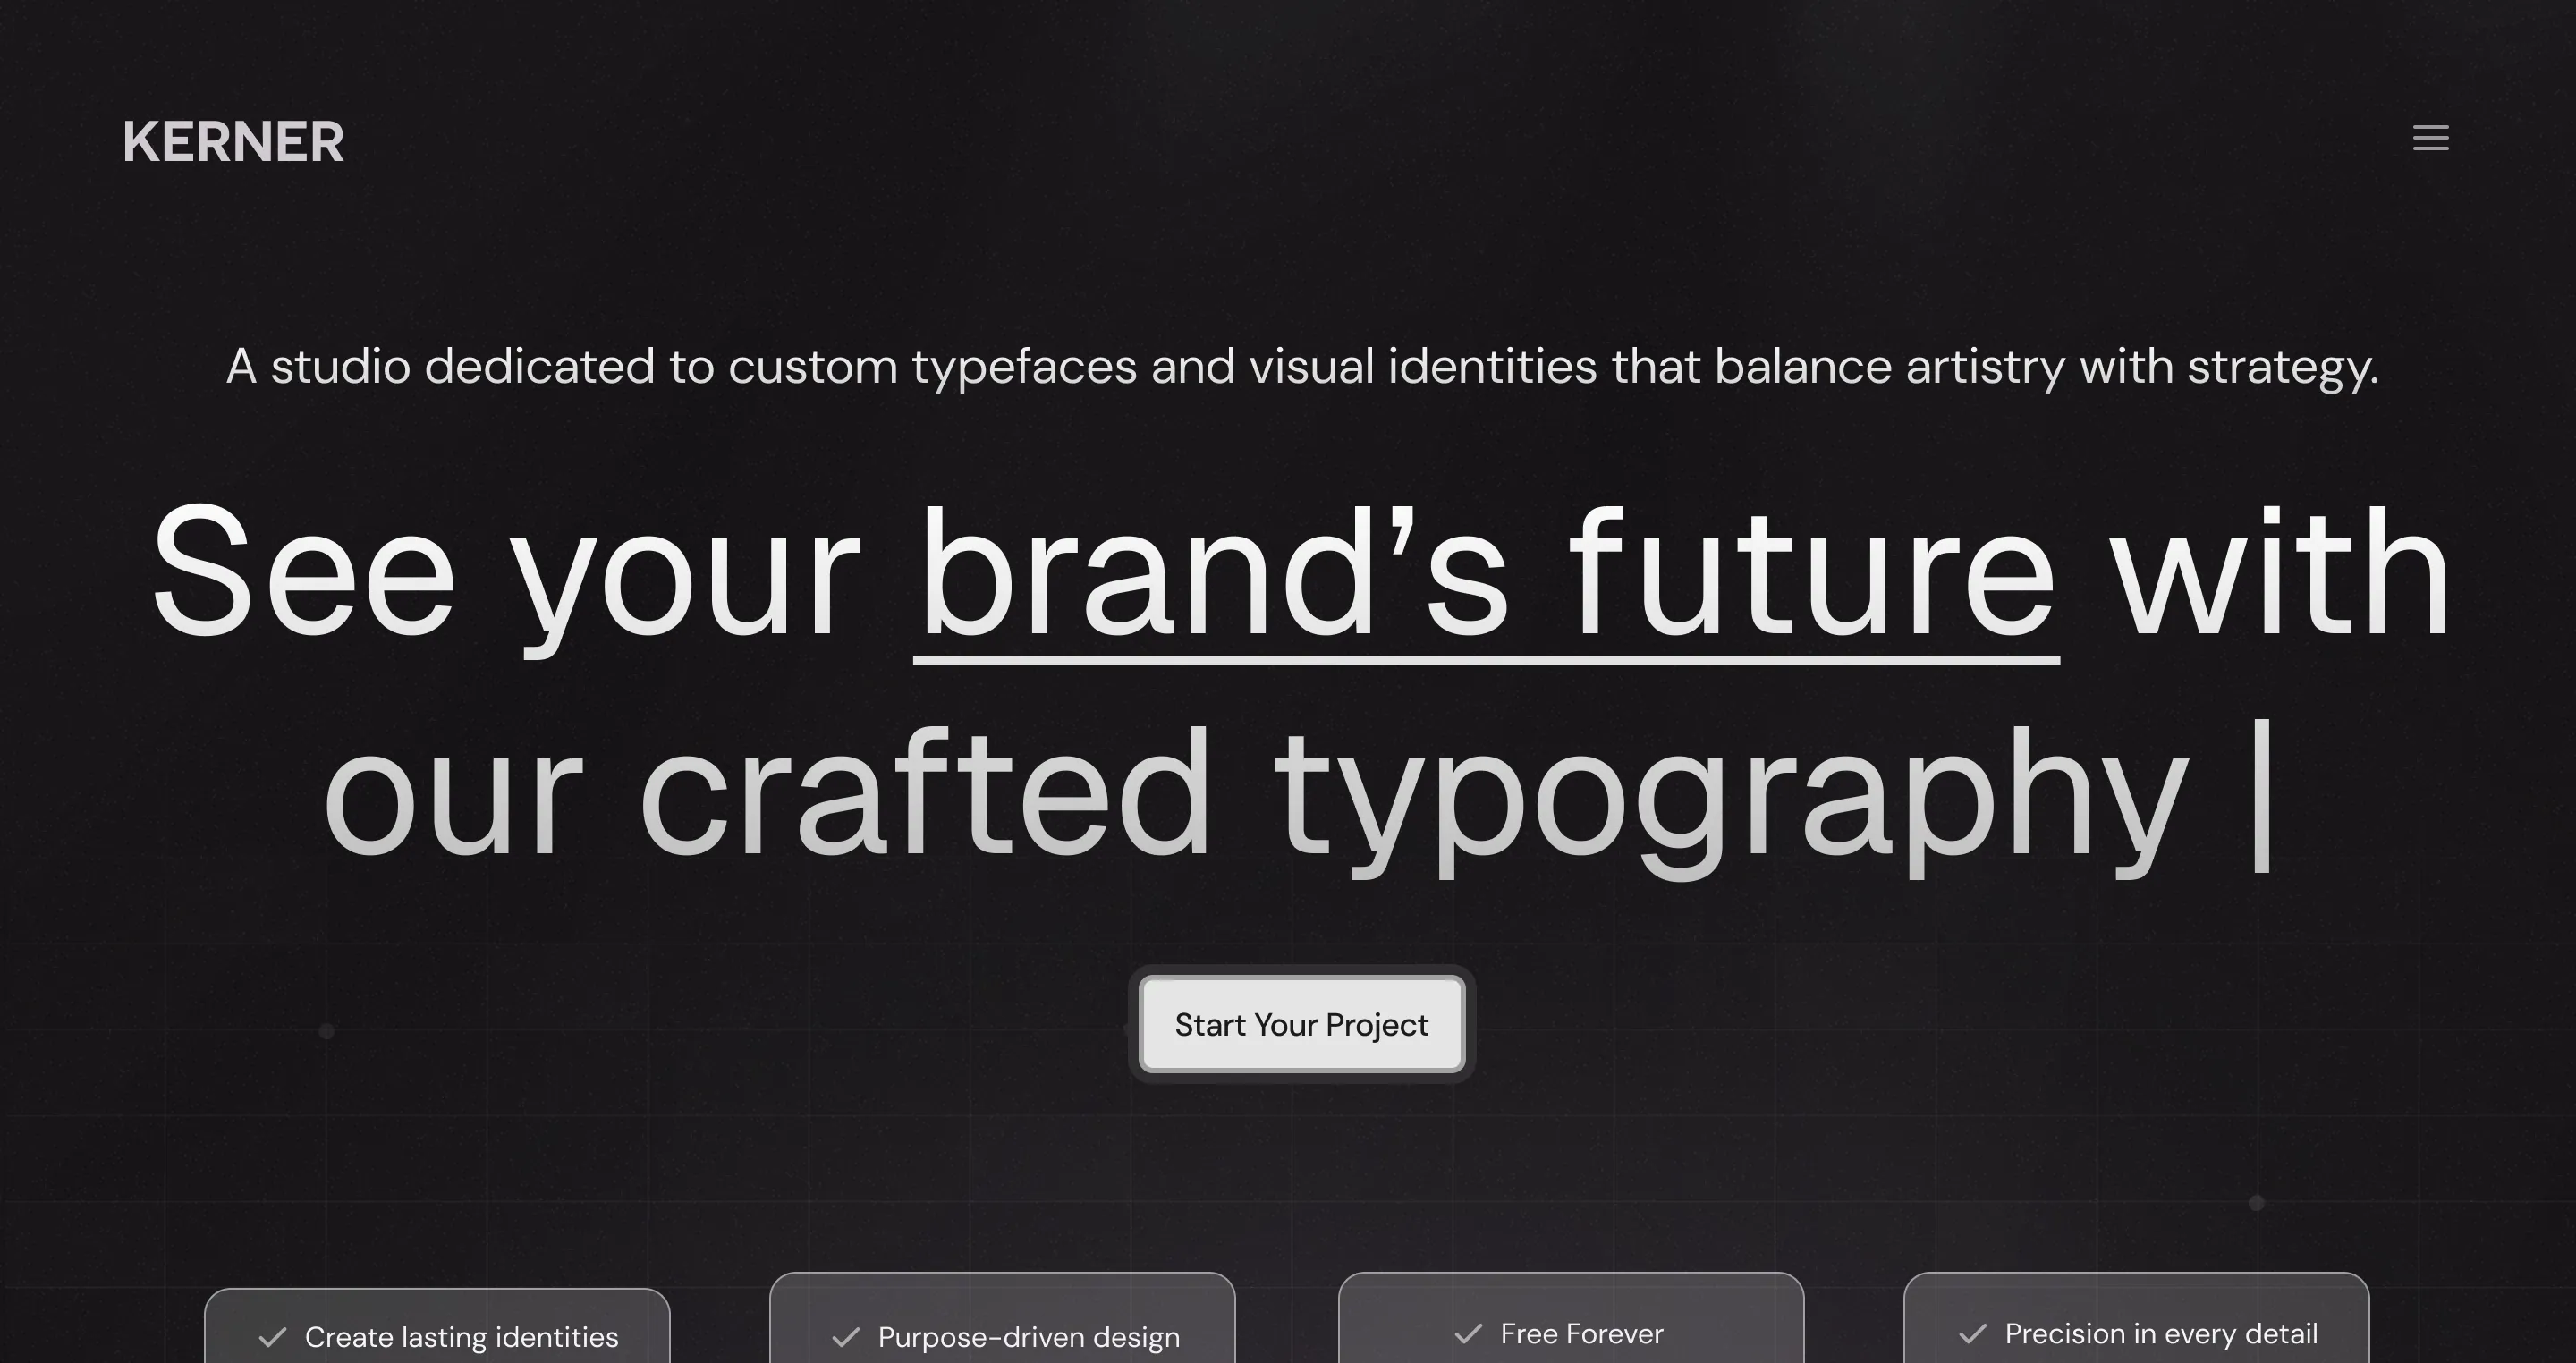 KERNER
A studio dedicated to custom typefaces and visual identities that balance artistry with strategy.
See your brand’s future with
our crafted typography |
Start Your Project
Create lasting identities
Purpose-driven design
Free Forever
Precision in every detail